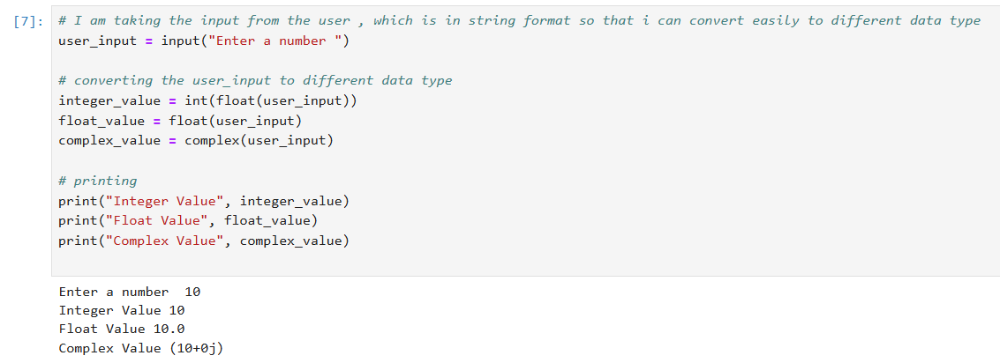 [7]: # I am taking the input from the user , which is in string format so that i can convert easily to different data type
user_input = input("Enter a number ")
# converting the user_input to different data type
integer_value = int(float(user_input))
float_value = float(user_input)
complex_value = complex(user_input)
# printing
print("Integer Value", integer_value)
print("Float Value", float_value)
print("Complex Value", complex_value)
Enter a number  10
Integer Value 10
Float Value 10.0
Complex Value (10+0j)